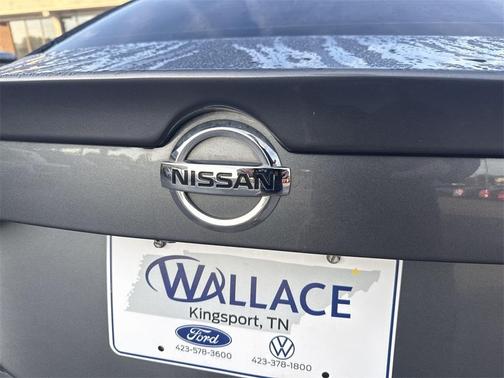 NISSAN
WALLACE
Kingsport, TN
Ford
423-578-3600
423-378-1800